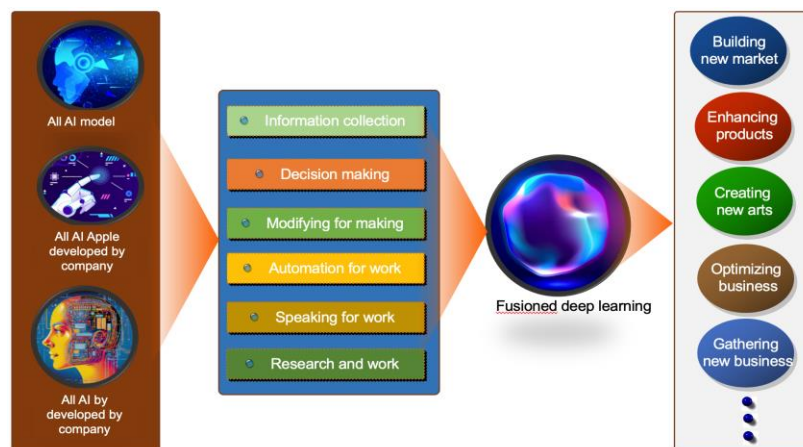 All AI model
All AI Apple
developed by
company
All AI by
developed by
company
Information collection
Decision making
Modifying for making
Automation for work
Speaking for work
Research and work
Fusioned deep learning
Building
new market
Enhancing
products
Creating
new arts
Optimizing
business
Gathering
new business